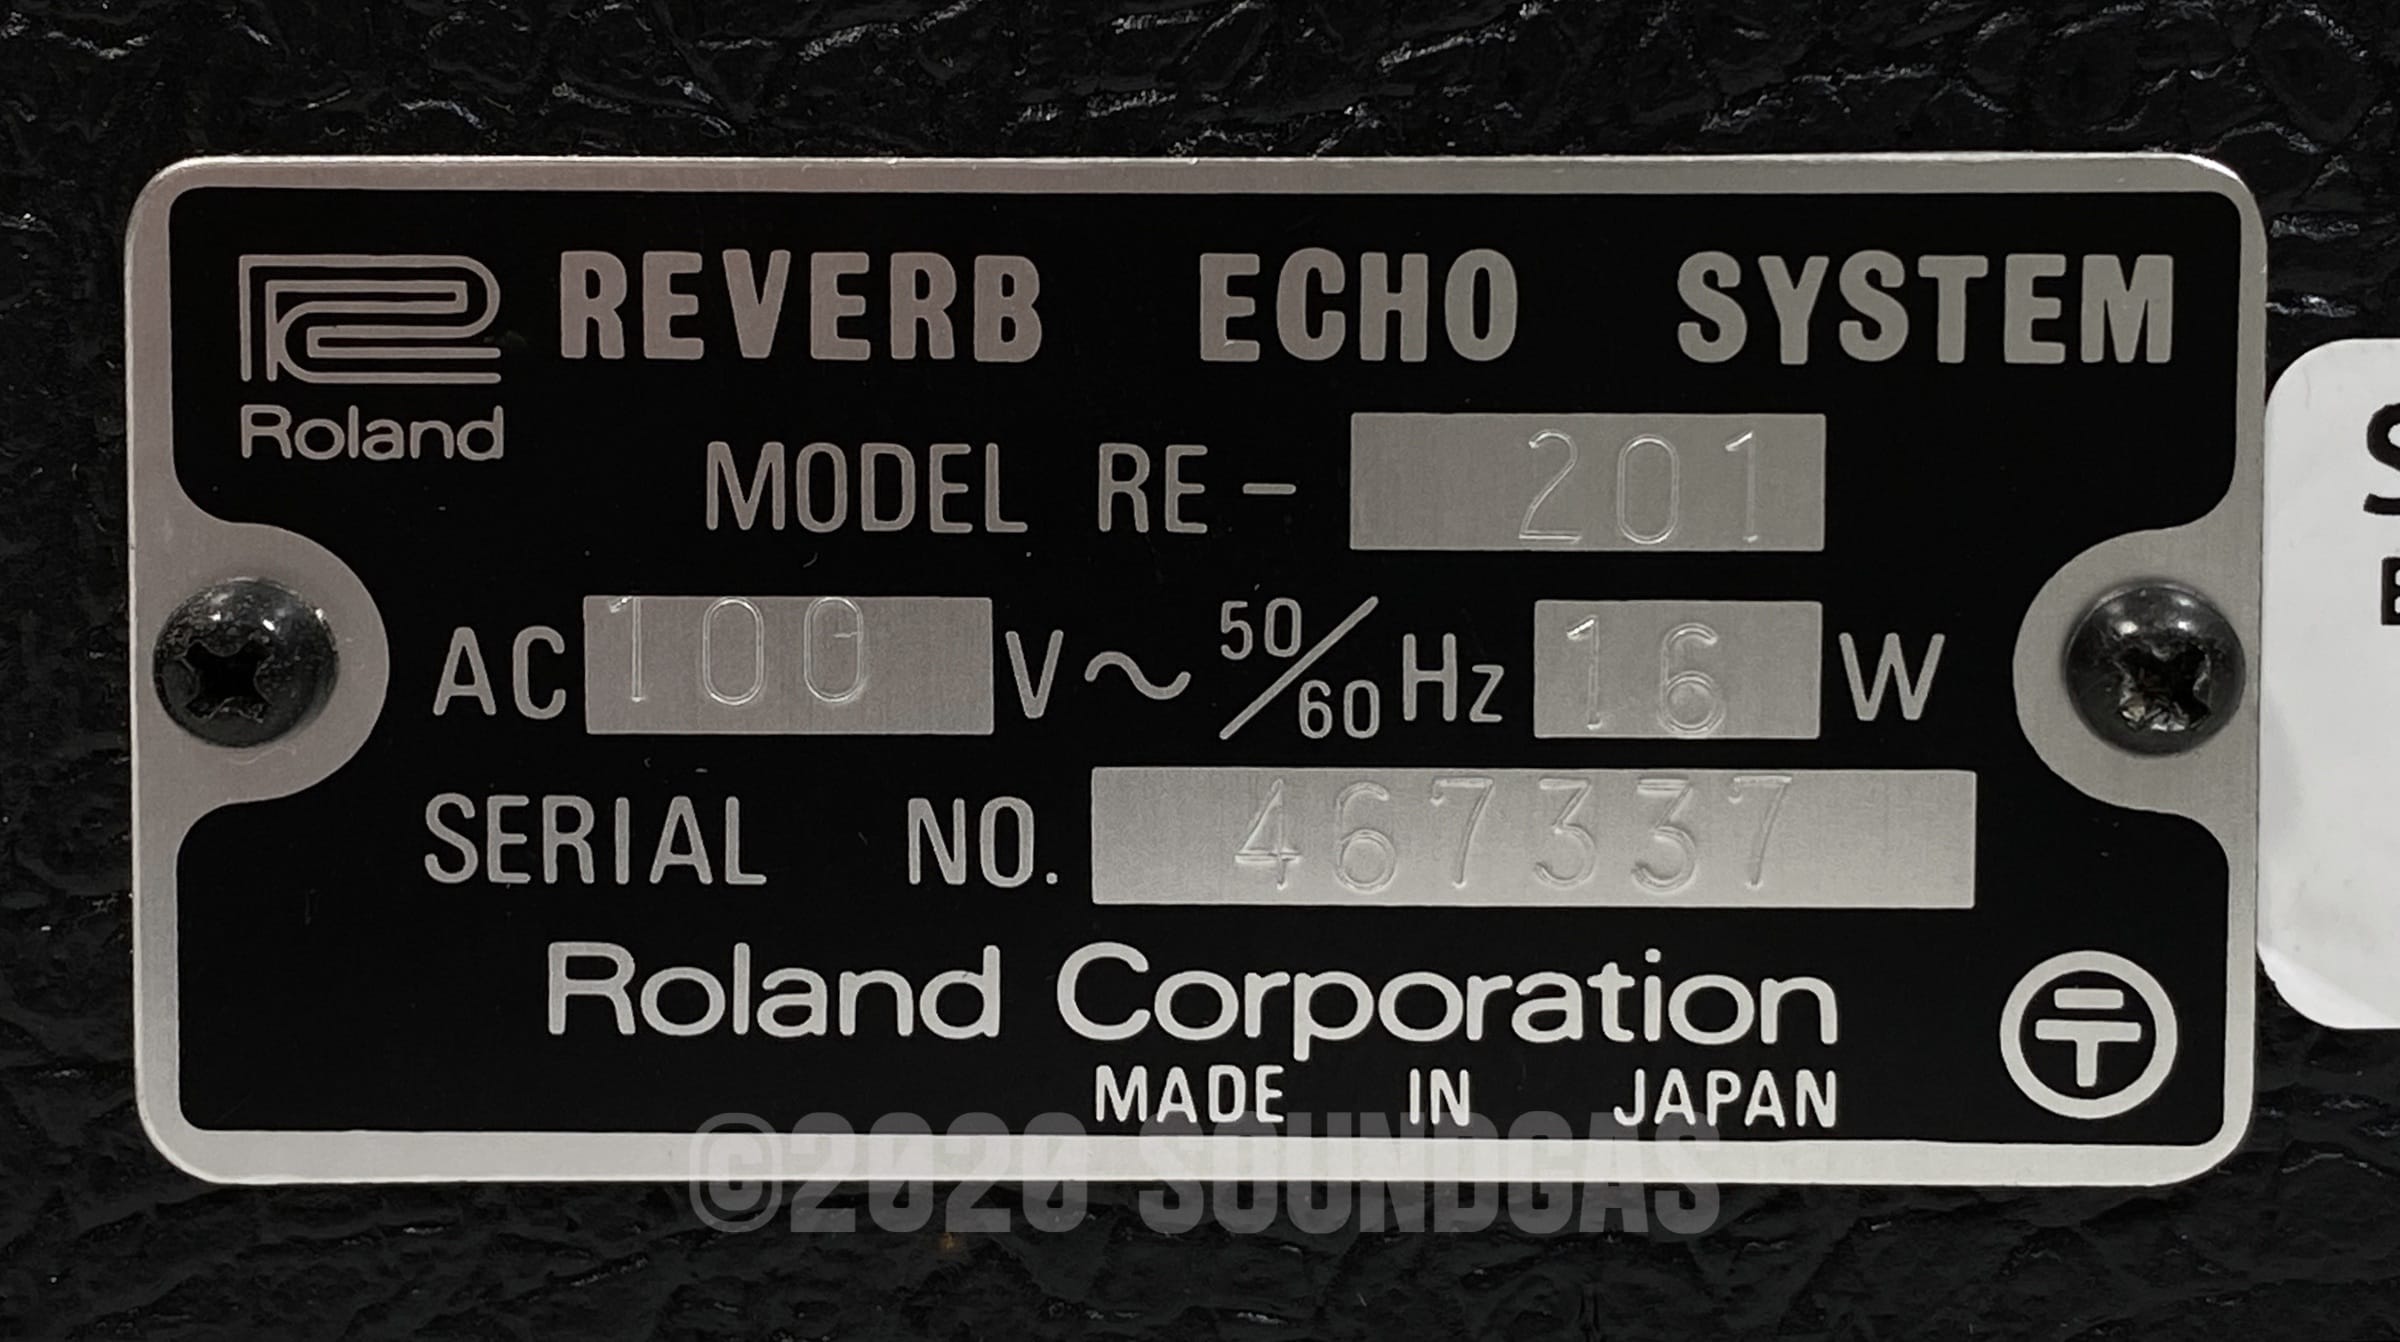 REVERB ECHO SYSTEM
Roland
MODEL RE- 201
AC 100 V ~ 50/60 Hz 16 W
SERIAL NO. 467337
Roland Corporation
MADE IN JAPAN
©2020 SOUNDGAS